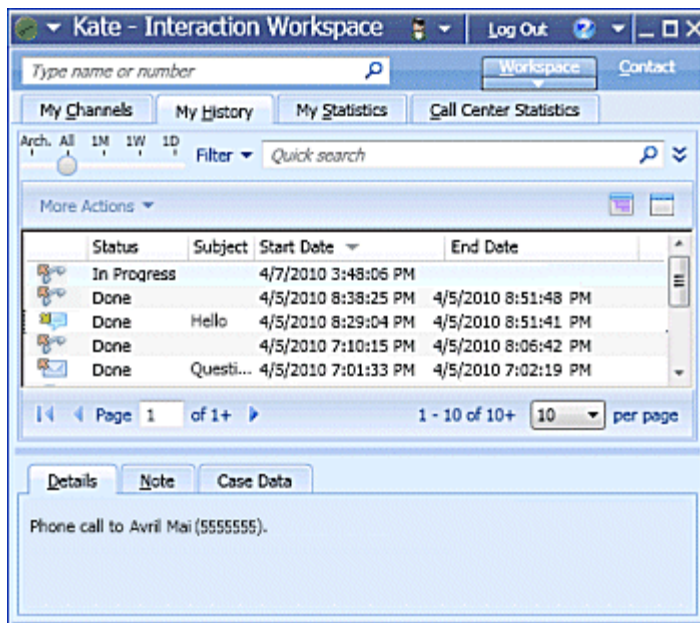 Kate - Interaction Workspace Log Out ?
Type name or number Workspace Contact
My Channels My History My Statistics Call Center Statistics
Arch. All 1M 1W 1D Filter Quick search
More Actions
Status Subject Start Date End Date
In Progress 4/7/2010 3:48:06 PM
Done 4/5/2010 8:38:25 PM 4/5/2010 8:51:48 PM
Done Hello 4/5/2010 8:29:04 PM 4/5/2010 8:51:41 PM
Done 4/5/2010 7:10:15 PM 4/5/2010 8:06:42 PM
Done Questi... 4/5/2010 7:01:33 PM 4/5/2010 7:02:19 PM
Page 1 of 1+ 1 - 10 of 10+ 10 per page
Details Note Case Data
Phone call to Avril Mai (5555555).